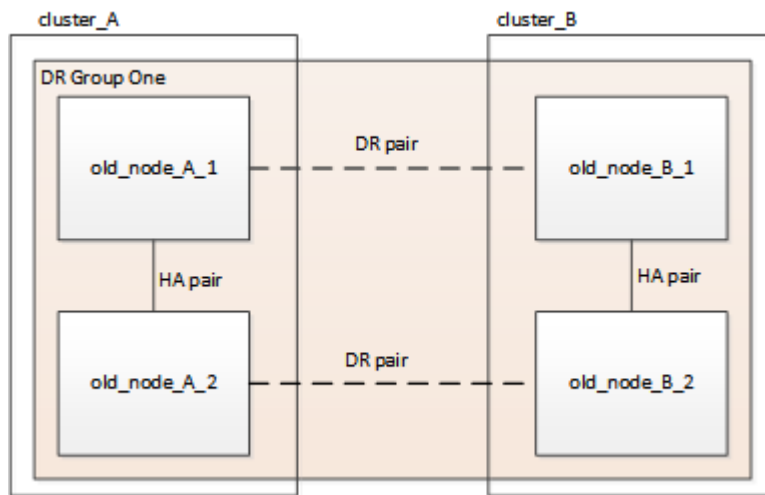 cluster_A
cluster_B
DR Group One
old_node_A_1
DR pair
old_node_B_1
HA pair
HA pair
old_node_A_2
DR pair
old_node_B_2